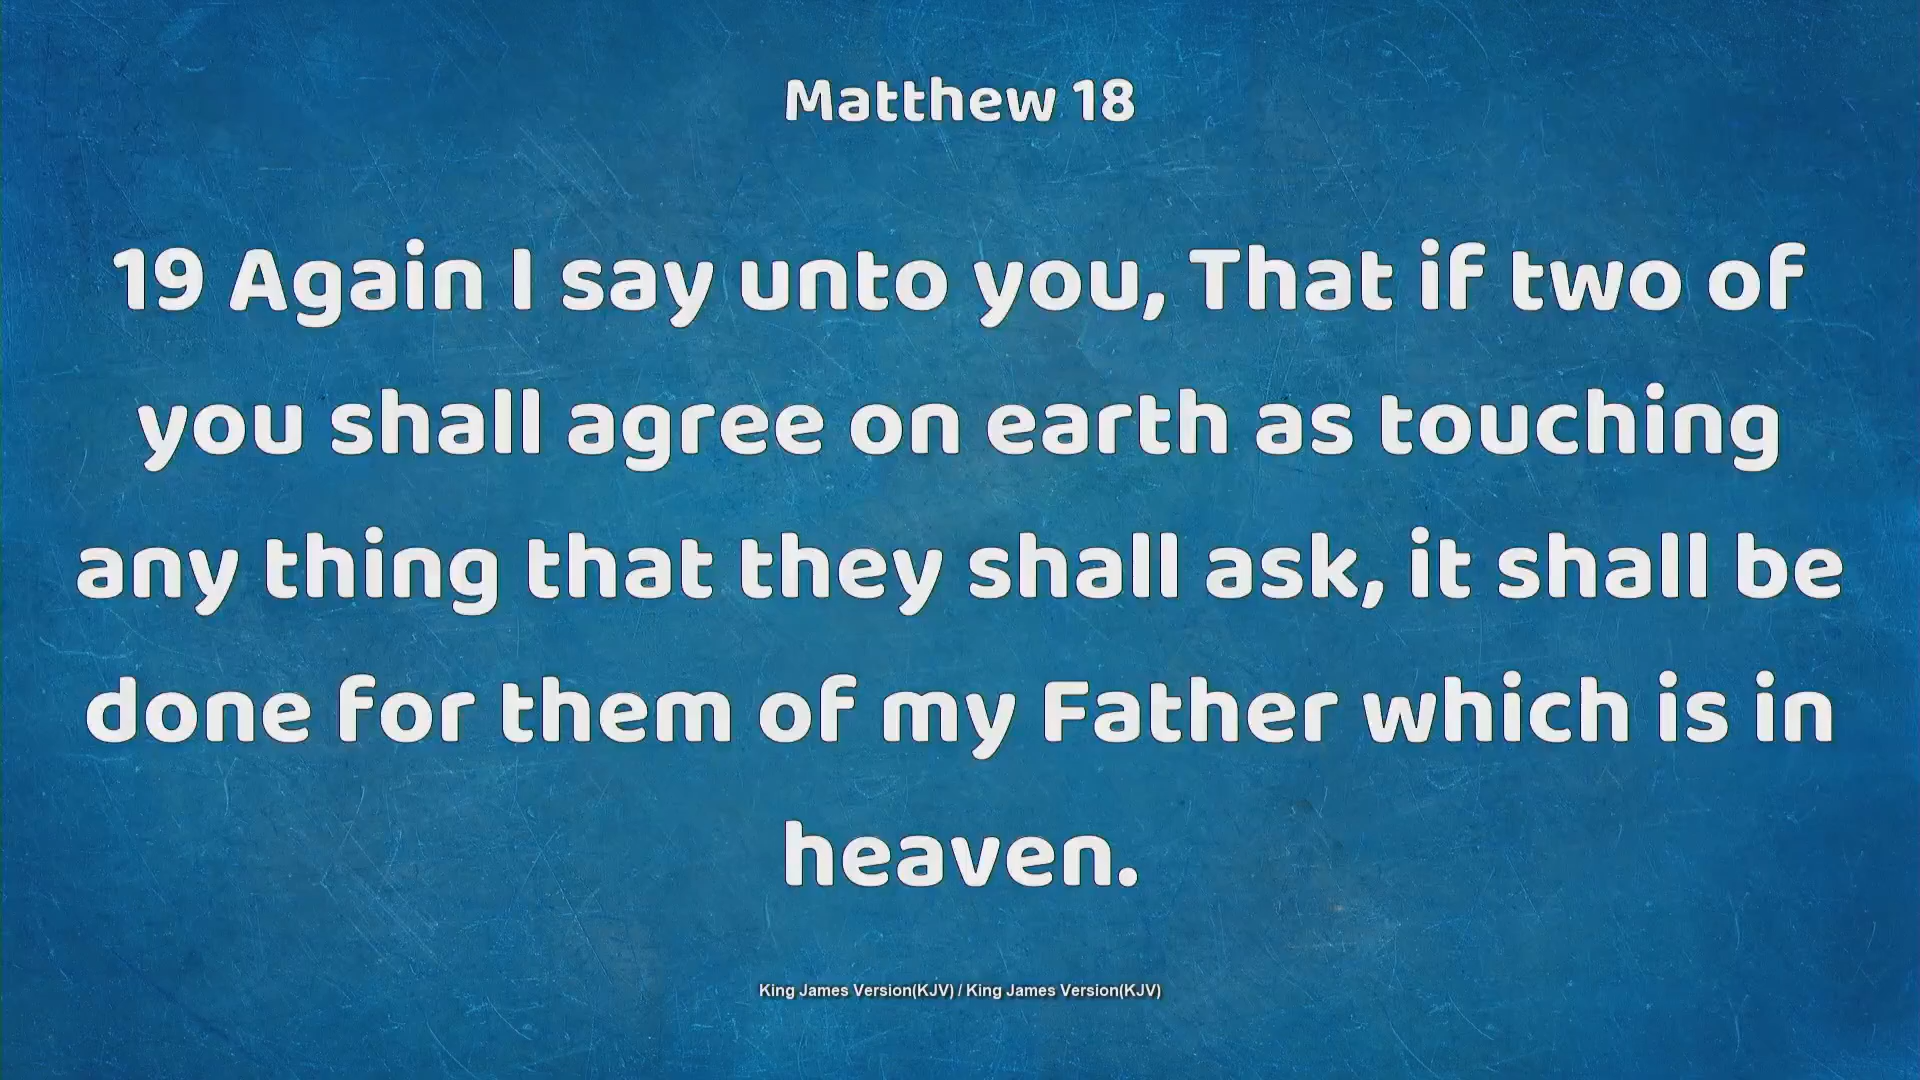 Matthew 18
19 Again I say unto you, That if two of
you shall agree on earth as touching
any thing that they shall ask, it shall be
done for them of my Father which is in
heaven.
King James Version(KJV) / King James Version(KJV)